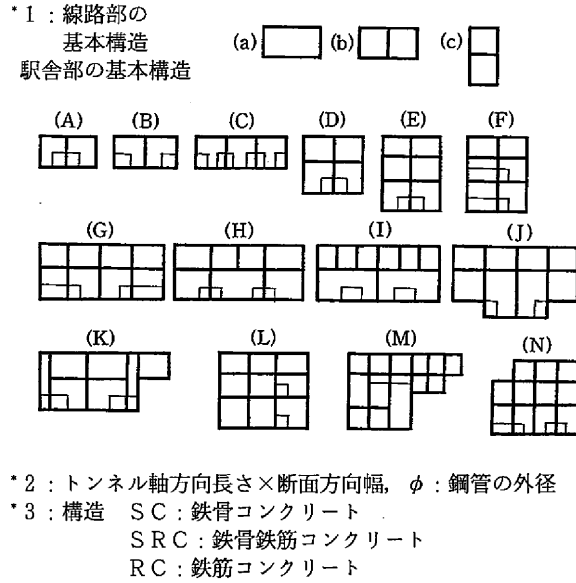 *1：線路部の
基本構造
駅舎部の基本構造
(a) (b) (c)
(A) (B) (C) (D) (E) (F)
(G) (H) (I) (J)
(K) (L) (M) (N)
*2：トンネル軸方向長さ×断面方向幅，φ：鋼管の外径
*3：構造　SC：鉄骨コンクリート
SRC：鉄骨鉄筋コンクリート
RC：鉄筋コンクリート